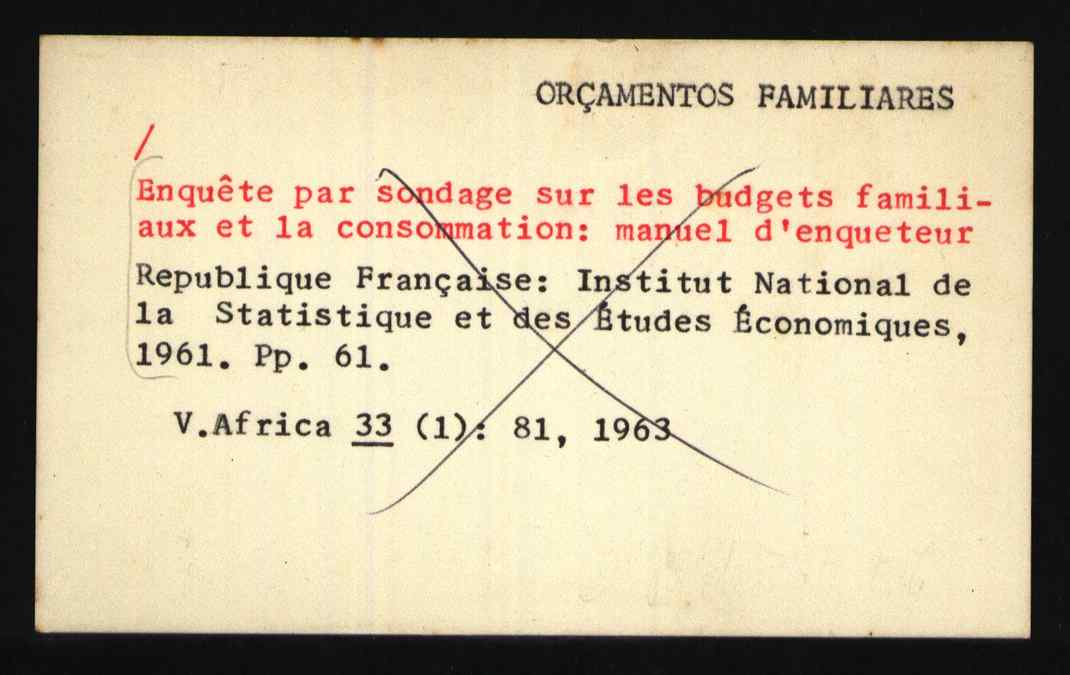 ORÇAMENTOS FAMILIARES
/
Enquête par sondage sur les budgets famili-
aux et la consommation: manuel d'enqueteur
Republique Française: Institut National de
la Statistique et des Études Économiques,
1961. Pp. 61.
V.Africa 33 (1): 81, 1963